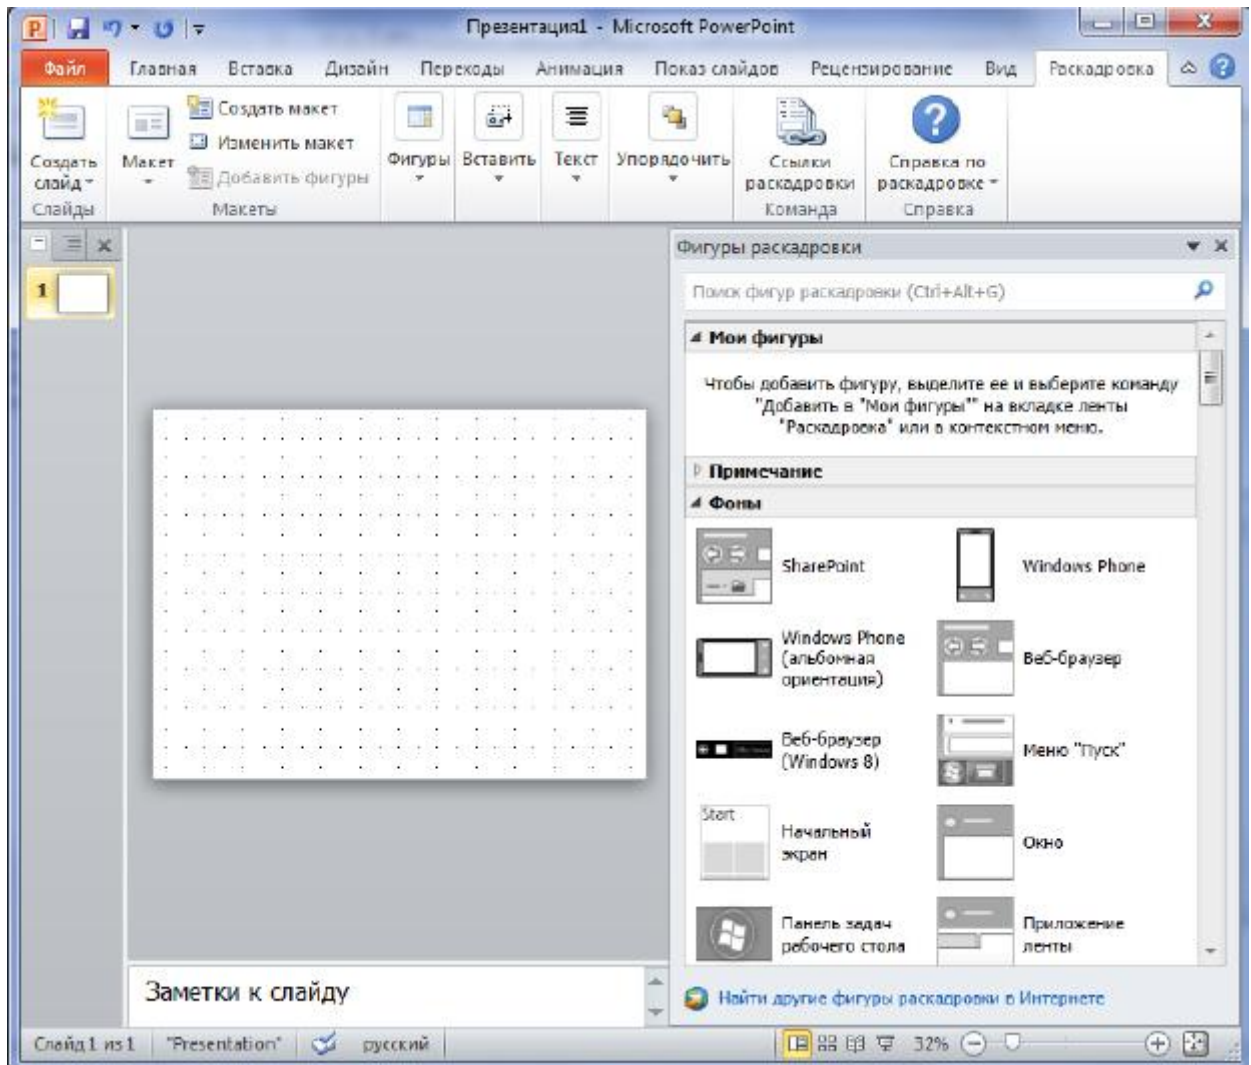 Презентация1 - Microsoft PowerPoint
Файл Главная Вставка Дизайн Переходы Анимация Показ слайдов Рецензирование Вид Раскадровка
Создать слайд
Макет
Создать макет
Изменить макет
Добавить фигуры
Фигуры
Вставить
Текст
Упорядочить
Ссылки
раскадровки
Справка по
раскадровке
Слайды
Макеты
Команда
Справка
1
Фигуры раскадровки
Поиск фигур раскадровки (Ctrl+Alt+G)
Мои фигуры
Чтобы добавить фигуру, выделите ее и выберите команду
"Добавить в "Мои фигуры"" на вкладке ленты
"Раскадровка" или в контекстном меню.
Примечание
Фоны
SharePoint
Windows Phone
Windows Phone
(альбомная
ориентация)
Веб-браузер
Веб-браузер
(Windows 8)
Меню "Пуск"
Start
Начальный
экран
Окно
Панель задач
рабочего стола
Приложение
ленты
Заметки к слайду
Найти другие фигуры раскадровки в Интернете
Слайд 1 из 1 "Presentation" русский 32%